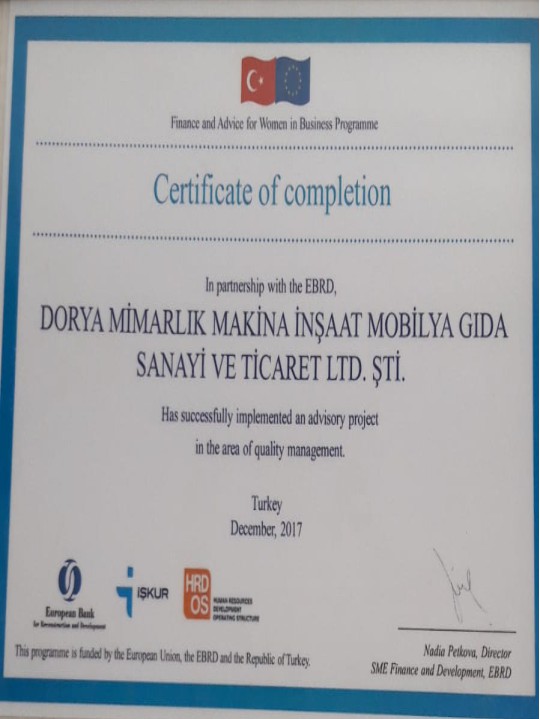 Finance and Advice for Women in Business Programme
Certificate of completion
In partnership with the EBRD,
DORYA MİMARLIK MAKİNA İNŞAAT MOBİLYA GIDA
SANAYİ VE TİCARET LTD. ŞTİ.
Has successfully implemented an advisory project
in the area of quality management.
Turkey
December, 2017
European Bank
for Reconstruction and Development
İŞKUR
HRD
OS
HUMAN RESOURCES
DEVELOPMENT
OPERATING STRUCTURE
Nadia Petkova, Director
SME Finance and Development, EBRD
This programme is funded by the European Union, the EBRD and the Republic of Turkey.